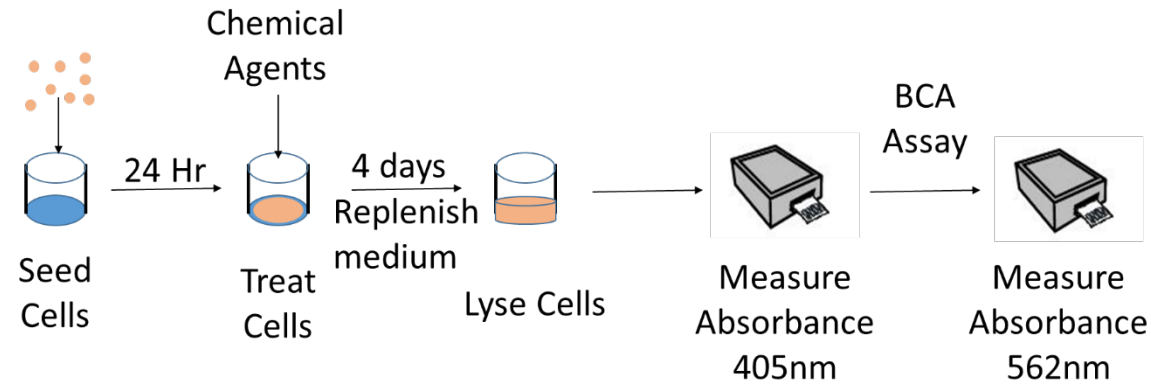 Chemical
Agents
Seed
Cells
24 Hr
Treat
Cells
4 days
Replenish
medium
Lyse Cells
Measure
Absorbance
405nm
BCA
Assay
Measure
Absorbance
562nm